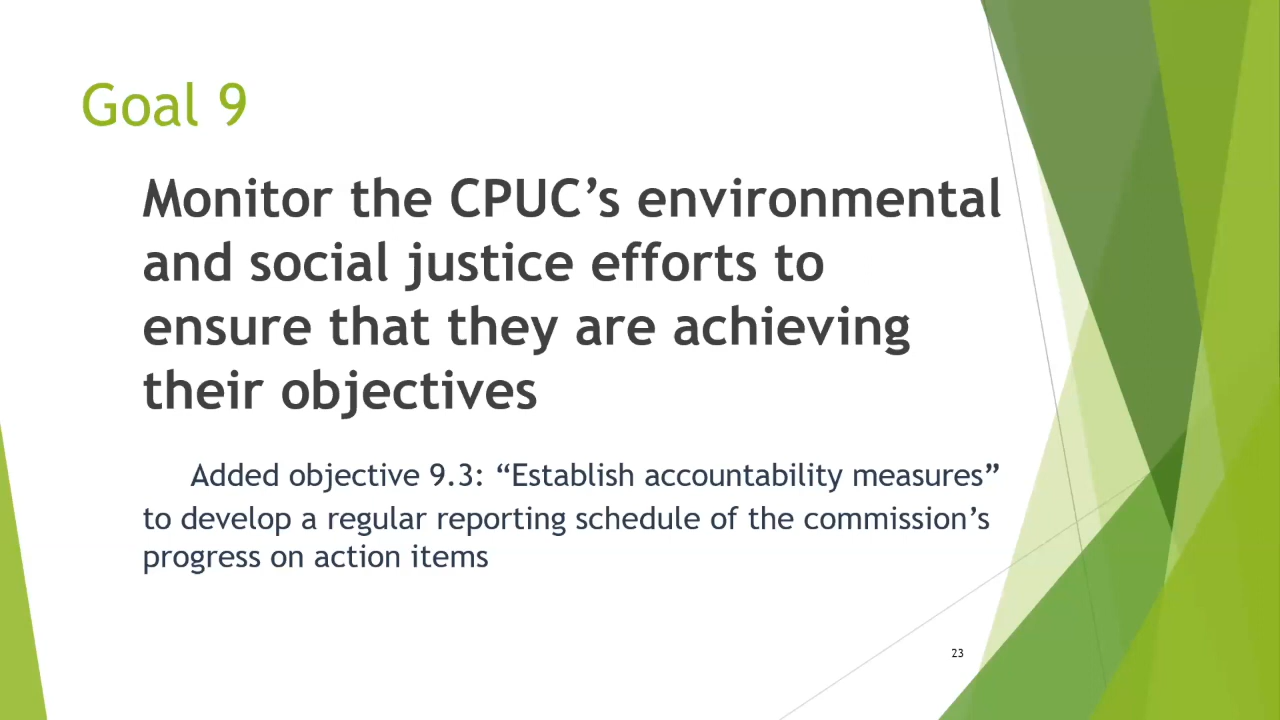 Goal 9
Monitor the CPUC’s environmental
and social justice efforts to
ensure that they are achieving
their objectives
Added objective 9.3: “Establish accountability measures”
to develop a regular reporting schedule of the commission’s
progress on action items
23